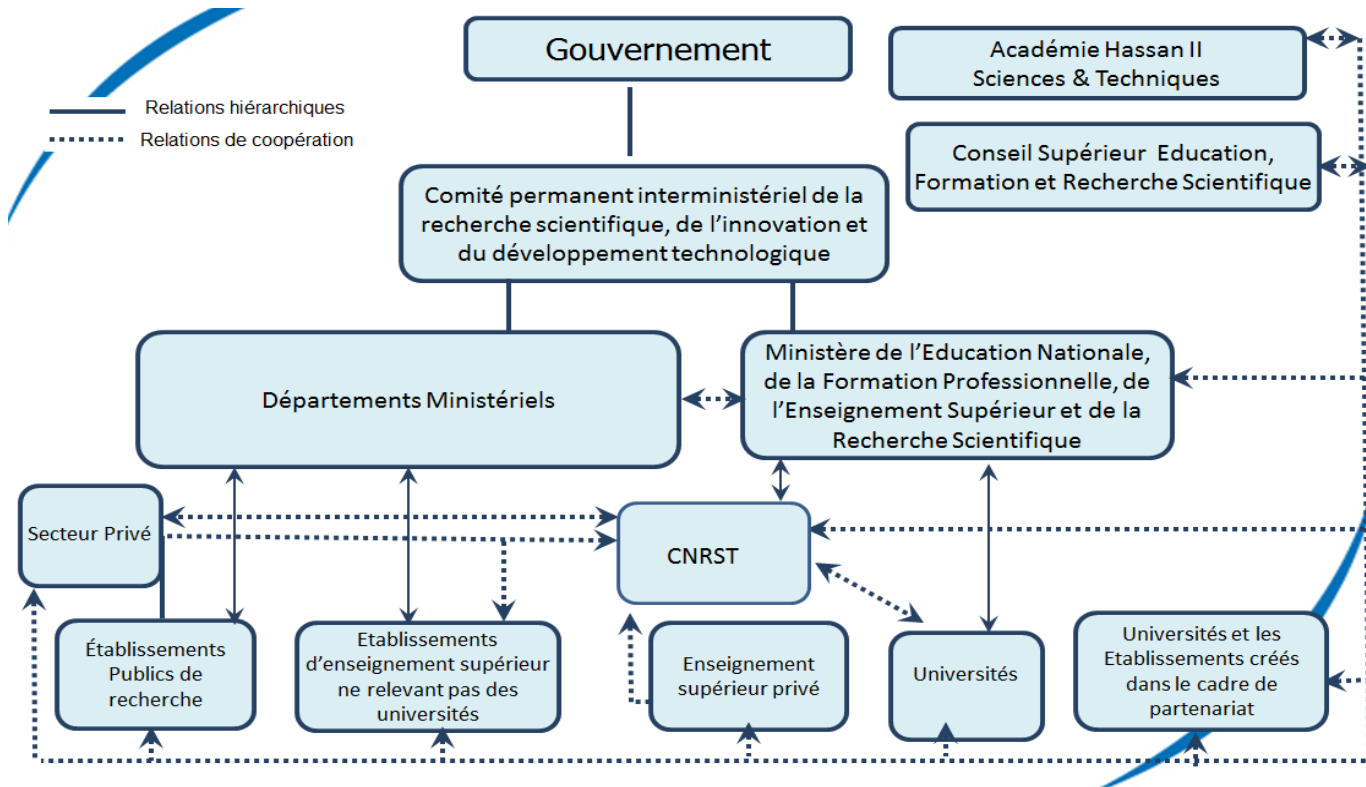 Gouvernement
Académie Hassan II
Sciences & Techniques
Relations hiérarchiques
Relations de coopération
Conseil Supérieur Education,
Formation et Recherche Scientifique
Comité permanent interministériel de la
recherche scientifique, de l'innovation et
du développement technologique
Départements Ministériels
Ministère de l'Education Nationale,
de la Formation Professionnelle, de
l'Enseignement Supérieur et de la
Recherche Scientifique
Secteur Privé
CNRST
Établissements
Publics de
recherche
Etablissements
d'enseignement supérieur
ne relevant pas des
universités
Enseignement
supérieur privé
Universités
Universités et les
Etablissements créés
dans le cadre de
partenariat